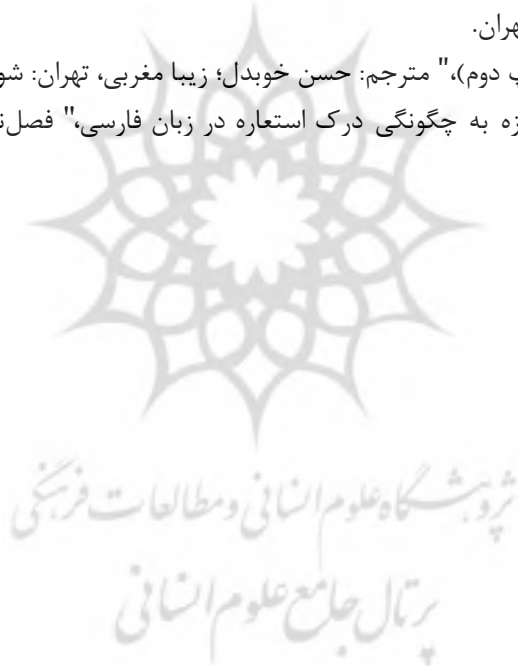 هران.
پ دوم)،" مترجم: حسن خوبدل؛ زیبا مغربی، تهران: شو
زه به چگونگی درک استعاره در زبان فارسی،" فصل‌ن
پژوهشگاه علوم انسانی و مطالعات فرهنگی
پرتال جامع علوم انسانی